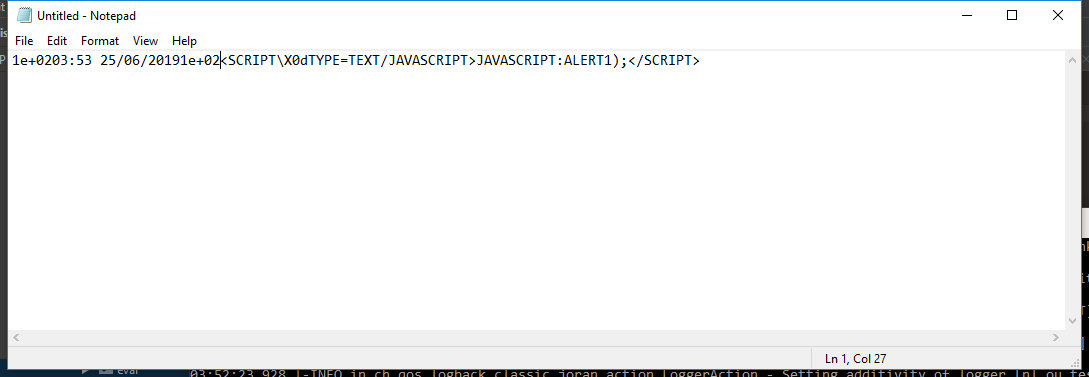 Untitled - Notepad
File Edit Format View Help
1e+0203:53 25/06/20191e+02<SCRIPT\X0dTYPE=TEXT/JAVASCRIPT>JAVASCRIPT:ALERT1);</SCRIPT>
Ln 1, Col 27
eval
03:52:23,928 |-INFO in ch.qos.logback.classic.joran.action.LoggerAction - Setting additivity of logger